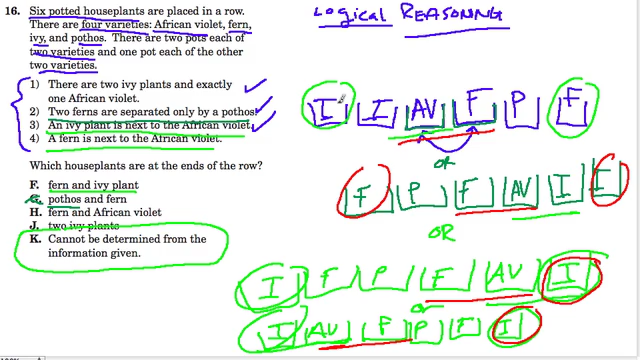 16. Six potted houseplants are placed in a row.
There are four varieties: African violet, fern,
ivy, and pothos. There are two pots each of
two varieties and one pot each of the other
two varieties.
1) There are two ivy plants and exactly
one African violet.
2) Two ferns are separated only by a pothos.
3) An ivy plant is next to the African violet.
4) A fern is next to the African violet.
Which houseplants are at the ends of the row?
F. fern and ivy plant
G. pothos and fern
H. fern and African violet
J. two ivy plants
K. Cannot be determined from the
information given.
Logical Reasoning
I I AV F P F
OR
F P F AV I I
OR
I F P F AV I
or
I AV F P F I